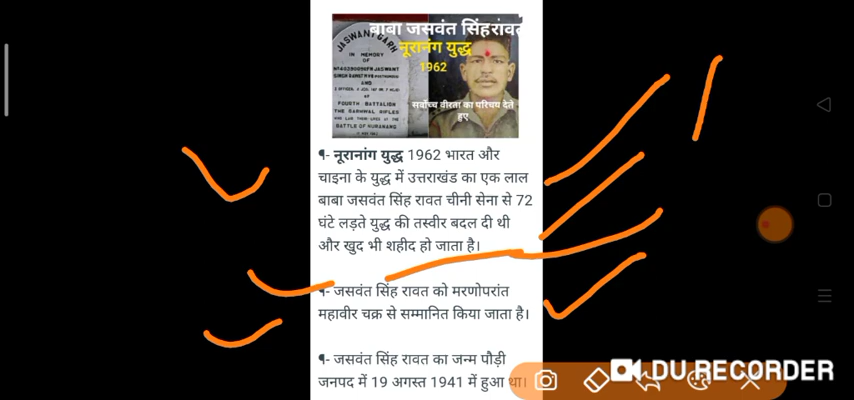 बाबा जसवंत सिंह रावत
नूरानंग युद्ध
1962
सर्वोच्च वीरता का परिचय देते
हुए
JASWANT GARH
IN MEMORY
OF
AND
FOURTH BATTALION
THE GARHWAL RIFLES
BATTLE OF NURANANG
¶- नूरानांग युद्ध 1962 भारत और
चाइना के युद्ध में उत्तराखंड का एक लाल
बाबा जसवंत सिंह रावत चीनी सेना से 72
घंटे लड़ते युद्ध की तस्वीर बदल दी थी
और खुद भी शहीद हो जाता है।
¶- जसवंत सिंह रावत को मरणोपरांत
महावीर चक्र से सम्मानित किया जाता है।
¶- जसवंत सिंह रावत का जन्म पौड़ी
जनपद में 19 अगस्त 1941 में हुआ था।
DU RECORDER